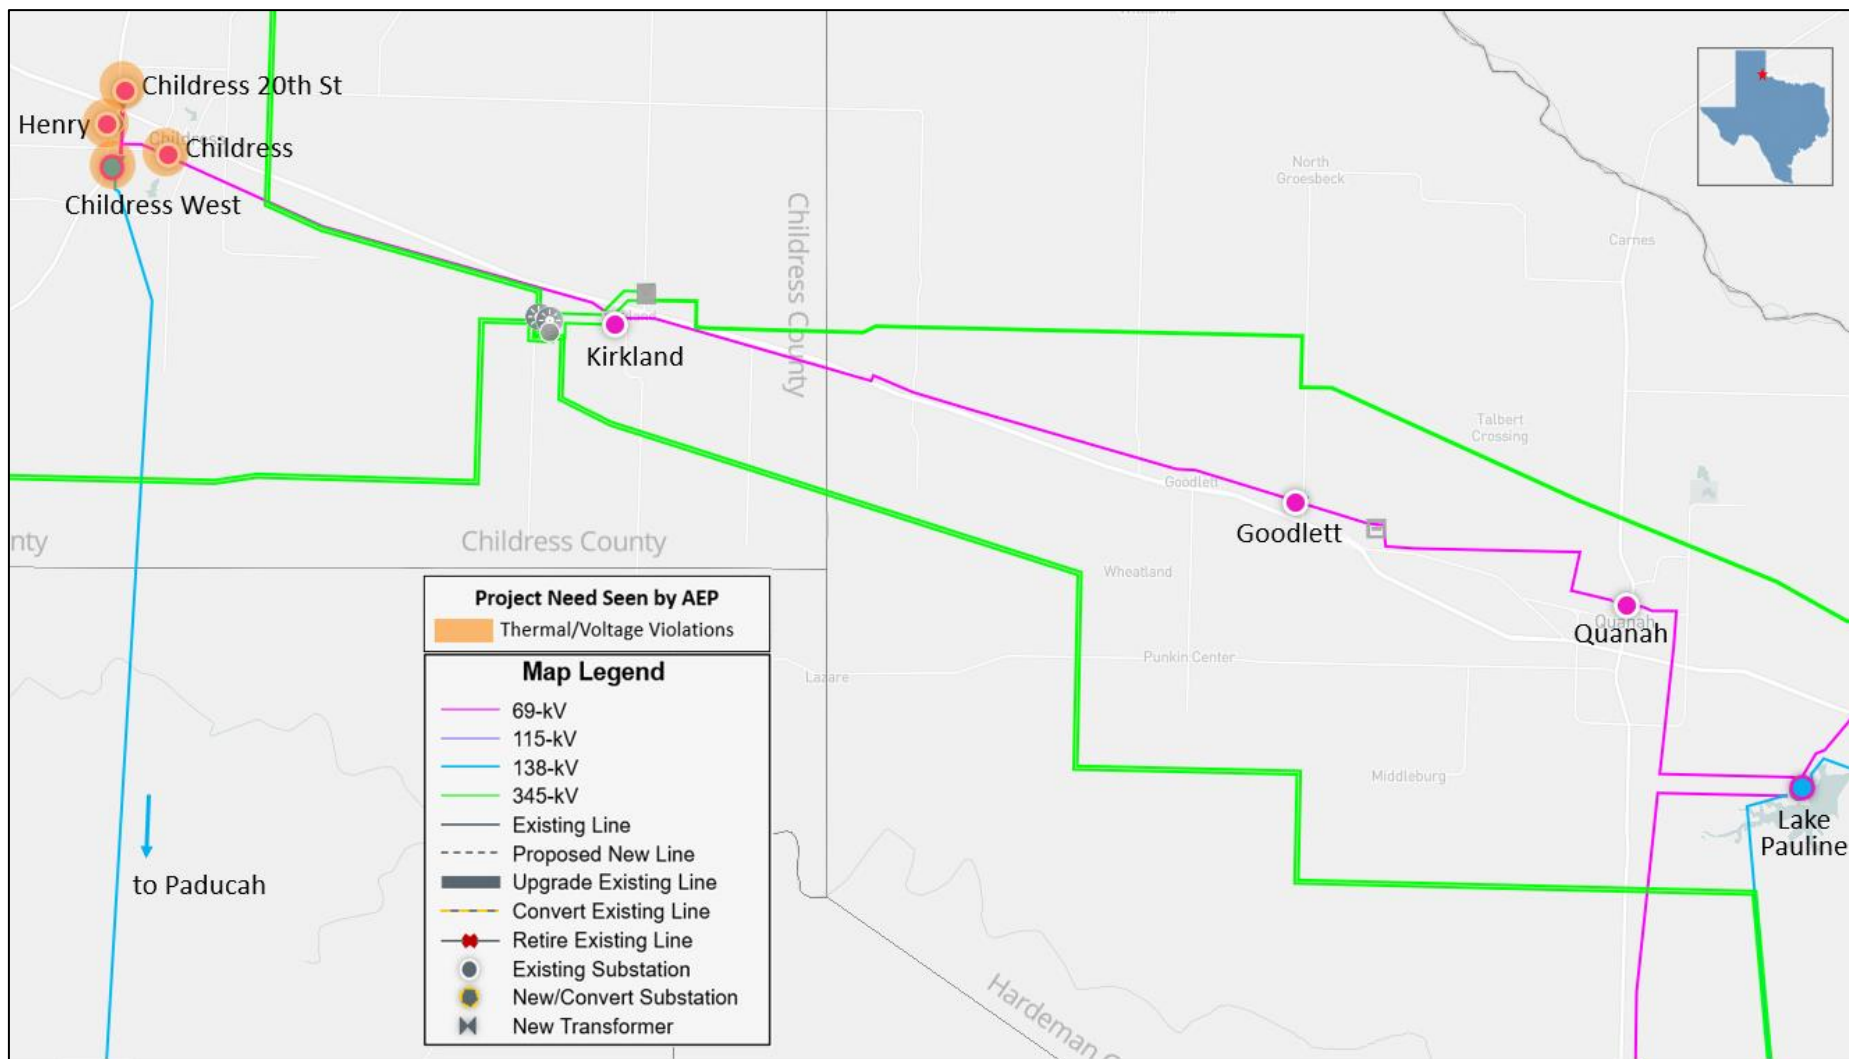 Childress 20th St
Henry
Childress
Childress
Childress West
North
Groesbeck
Carnes
Childress County
Kirkland
Talbert
Crossing
Goodlett
Goodlett
nty
Childress County
Wheatland
Quanah
Quanah
Punkin Center
Lazare
Middleburg
Lake
Pauline
to Paducah
Project Need Seen by AEP
Thermal/Voltage Violations
Map Legend
69-kV
115-kV
138-kV
345-kV
Existing Line
Proposed New Line
Upgrade Existing Line
Convert Existing Line
Retire Existing Line
Existing Substation
New/Convert Substation
New Transformer
Hardeman